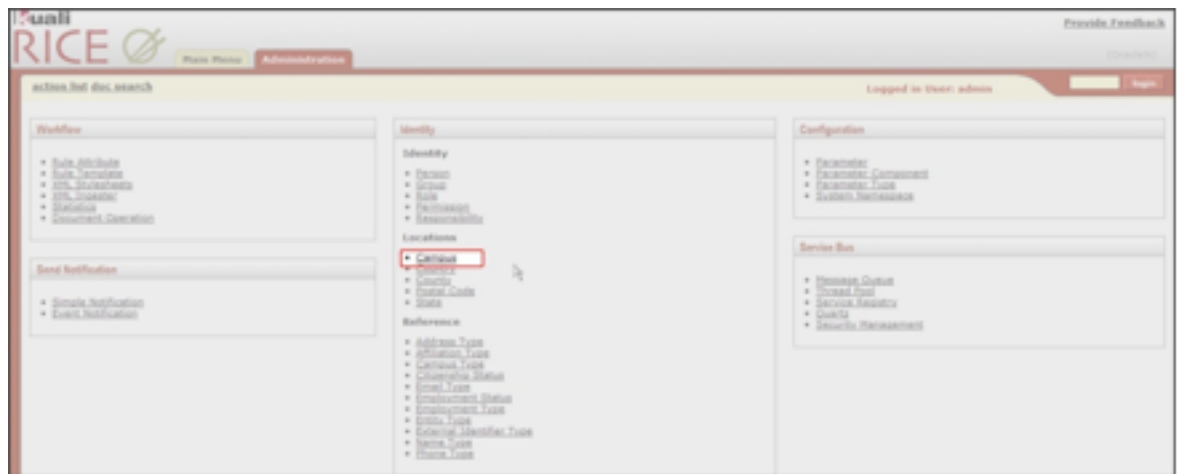 Kuali
RICE
Provide Feedback
Main Menu Administration
action list doc search
Logged in User: admin
login
Workflow
Rule Attribute
Rule Template
XML Stylesheets
XML Ingester
Statistics
Document Operation
Send Notification
Simple Notification
Event Notification
Identity
Identity
Person
Group
Role
Permission
Responsibility
Locations
Campus
Country
County
Postal Code
State
Reference
Address Type
Affiliation Type
Campus Type
Citizenship Status
Email Type
Employment Status
Employment Type
Entity Type
External Identifier Type
Name Type
Phone Type
Configuration
Parameter
Parameter Component
Parameter Type
System Namespace
Service Bus
Message Queue
Thread Pool
Service Registry
Quartz
Security Management